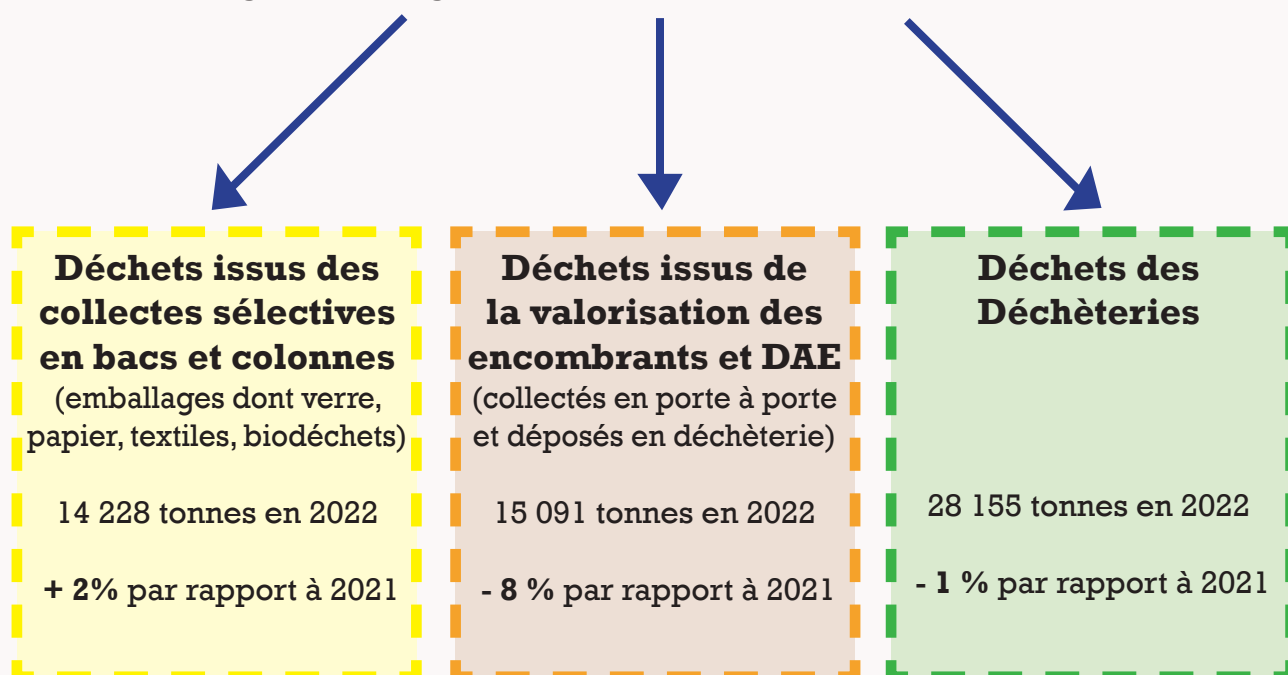 Déchets issus des
collectes sélectives
en bacs et colonnes
(emballages dont verre,
papier, textiles, biodéchets)
14 228 tonnes en 2022
+ 2% par rapport à 2021
Déchets issus de
la valorisation des
encombrants et DAE
(collectés en porte à porte
et déposés en déchèterie)
15 091 tonnes en 2022
- 8 % par rapport à 2021
Déchets des
Déchèteries
28 155 tonnes en 2022
- 1 % par rapport à 2021